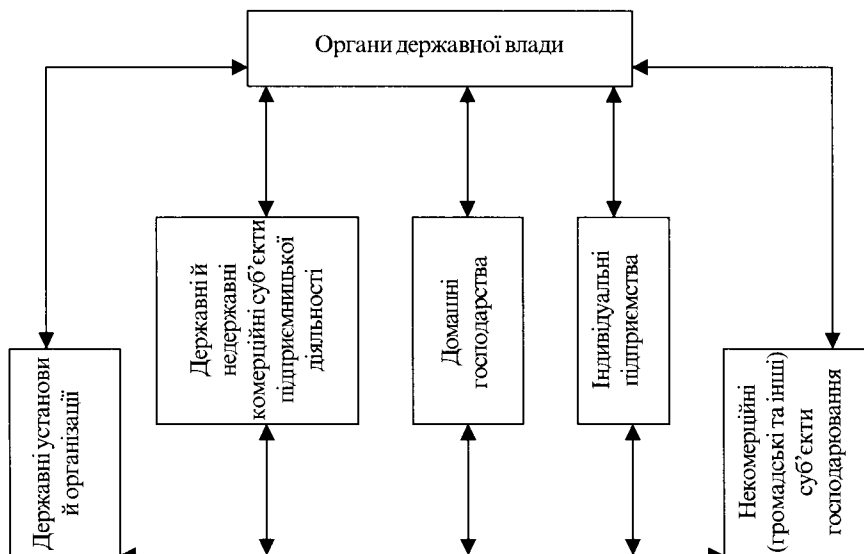 Органи державної влади
Державні установи
й організації
Державні й
недержавні
комерційні суб’єкти
підприємницької
діяльності
Домашні
господарства
Індивідуальні
підприємства
Некомерційні
(громадські та інші)
суб’єкти
господарювання